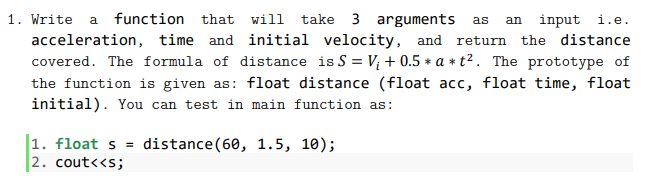 1. Write a function that will take 3 arguments as an input i.e.
acceleration, time and initial velocity, and return the distance
covered. The formula of distance is S = Vᵢ + 0.5 * a * t². The prototype of
the function is given as: float distance (float acc, float time, float
initial). You can test in main function as:
1. float s = distance(60, 1.5, 10);
2. cout<<s;